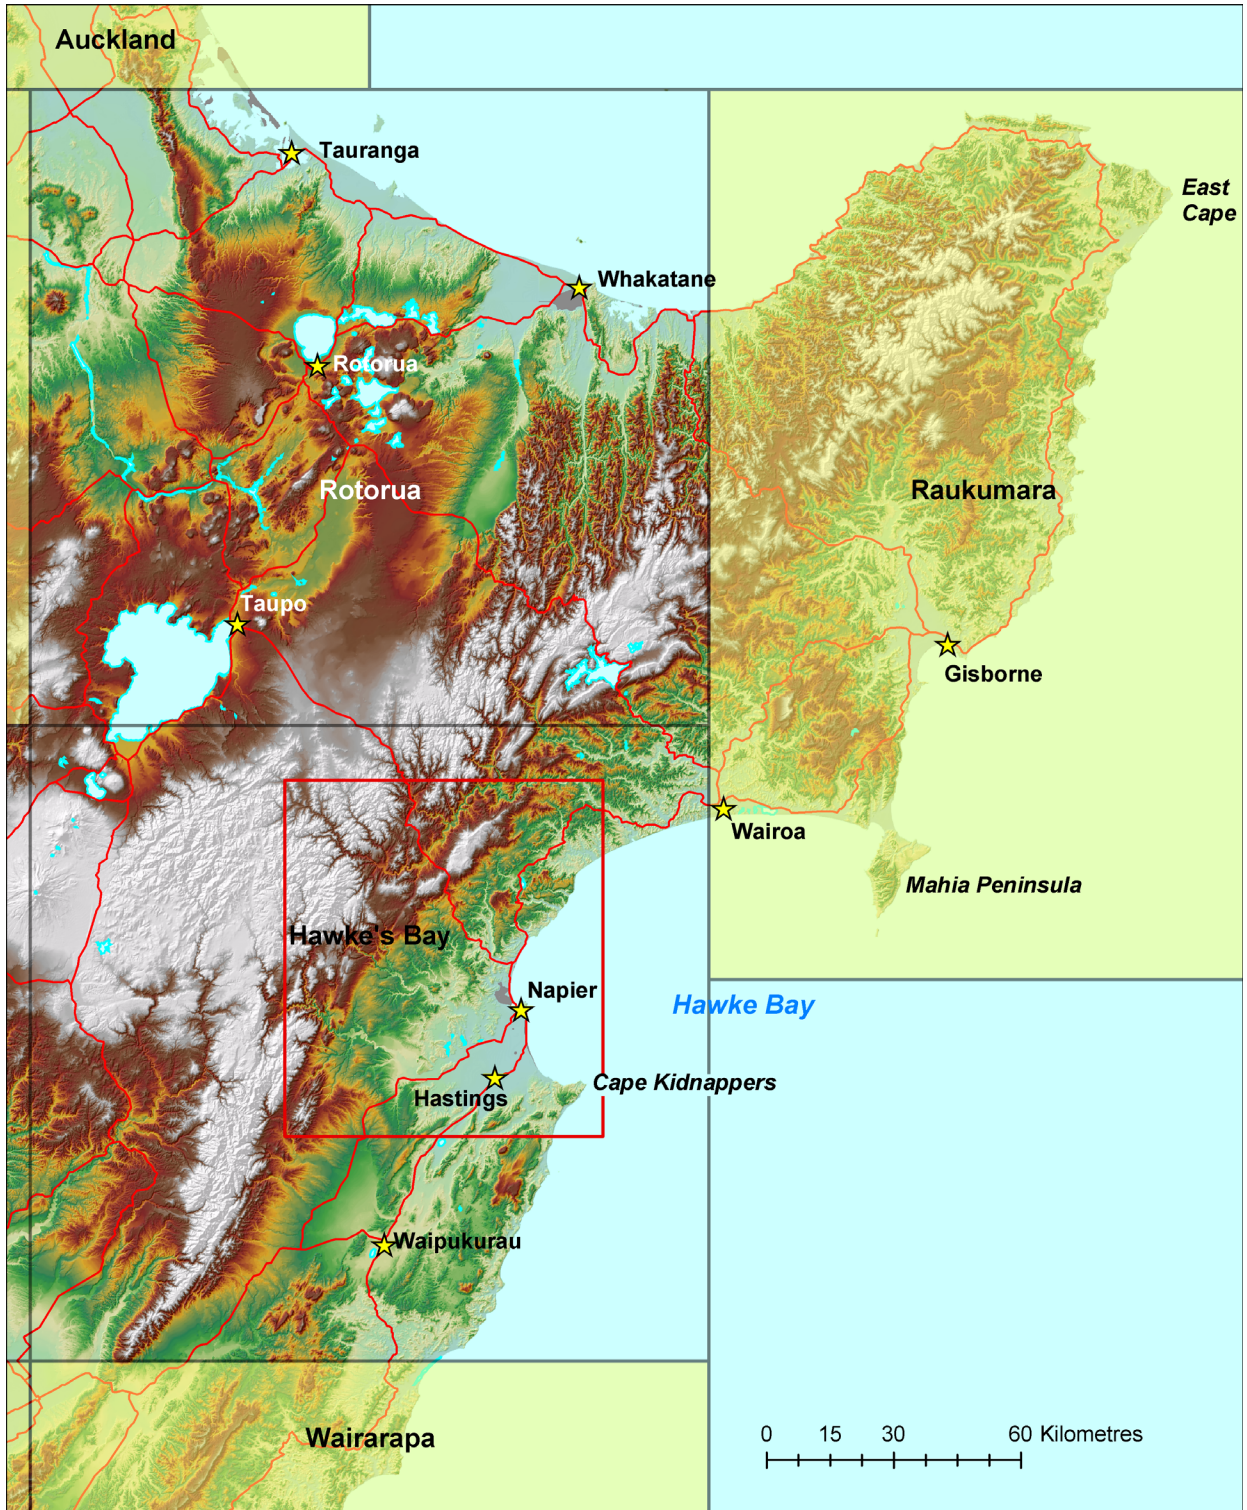 Auckland
Tauranga
East
Cape
Whakatane
Rotorua
Rotorua
Raukumara
Taupo
Gisborne
Wairoa
Mahia Peninsula
Hawke's Bay
Napier
Hawke Bay
Cape Kidnappers
Hastings
Waipukurau
Wairarapa
0 15 30 60 Kilometres